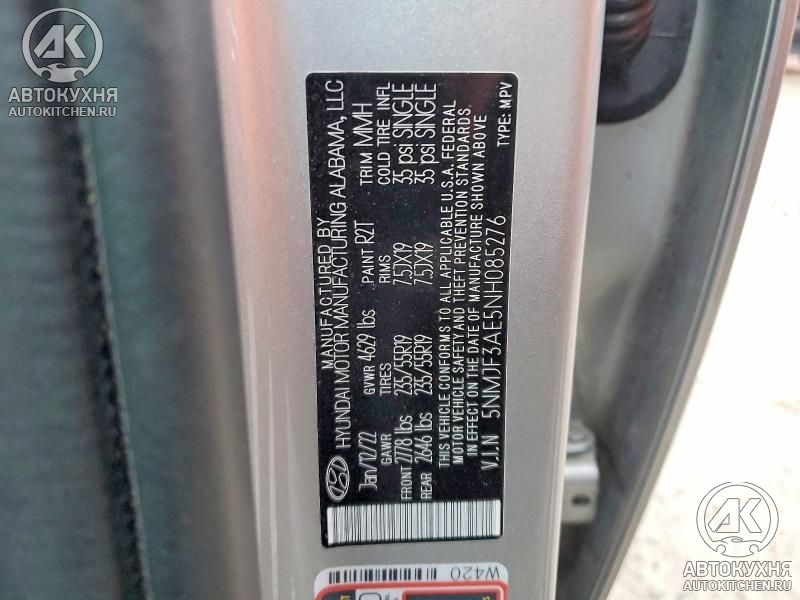 AK
АВТОКУХНЯ
AUTOKITCHEN.RU
MANUFACTURED BY
HYUNDAI MOTOR MANUFACTURING ALABAMA, LLC
Jan/12/22 GVWR 4629 lbs PAINT R2T TRIM MMH
GAWR TIRES RIMS COLD TIRE INFL
FRONT 2778 lbs 235/55R19 7.5JX19 35 psi SINGLE
REAR 2646 lbs 235/55R19 7.5JX19 35 psi SINGLE
THIS VEHICLE CONFORMS TO ALL APPLICABLE U.S.A. FEDERAL
MOTOR VEHICLE SAFETY AND THEFT PREVENTION STANDARDS
IN EFFECT ON THE DATE OF MANUFACTURE SHOWN ABOVE
V.I.N 5NMJF3AE5NH085276 TYPE: MPV
W420
AK
АВТОКУХНЯ
AUTOKITCHEN.RU